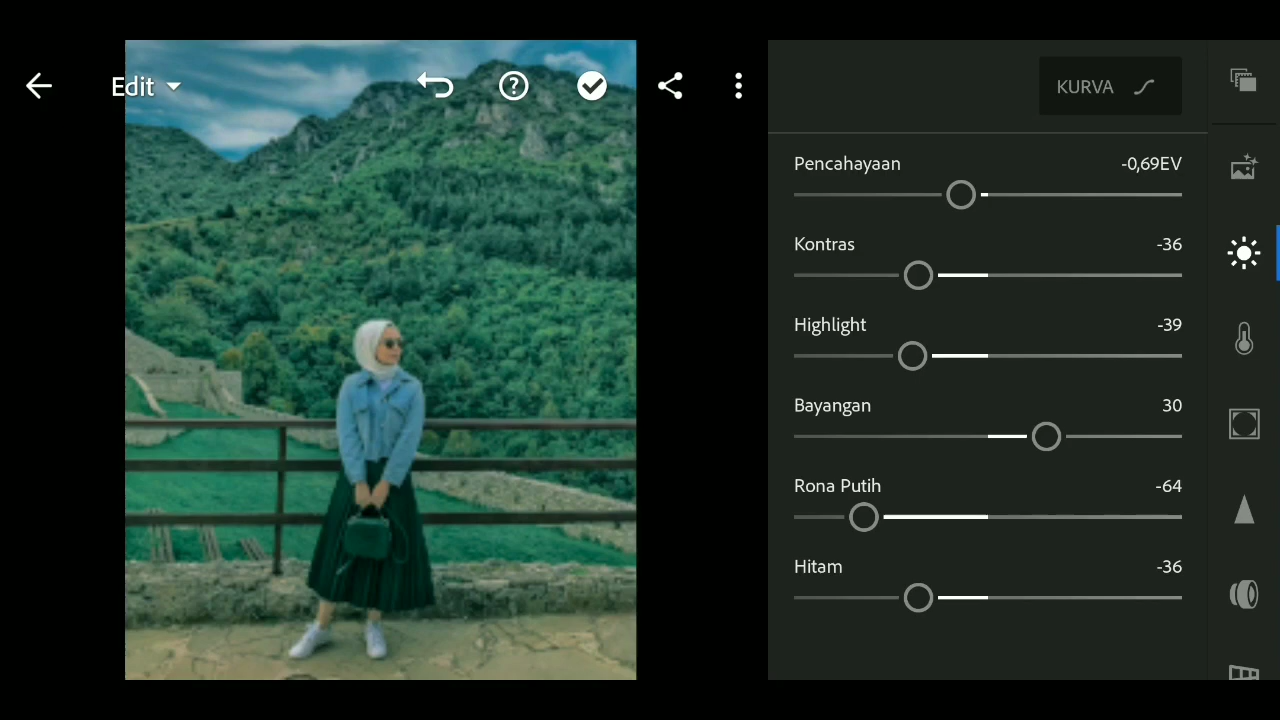 Edit
KURVA
Pencahayaan -0,69EV
Kontras -36
Highlight -39
Bayangan 30
Rona Putih -64
Hitam -36